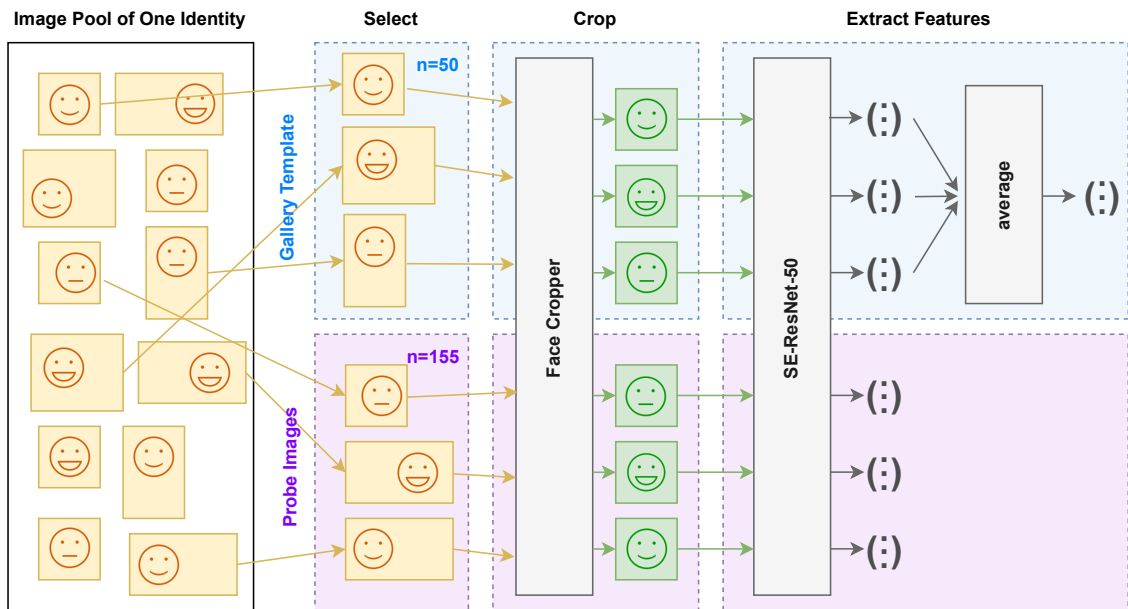 Image Pool of One Identity
Select
Crop
Extract Features
n=50
Gallery Template
Face Cropper
SE-ResNet-50
average
(:)
(:)
(:)
(:)
n=155
Probe Images
(:)
(:)
(:)